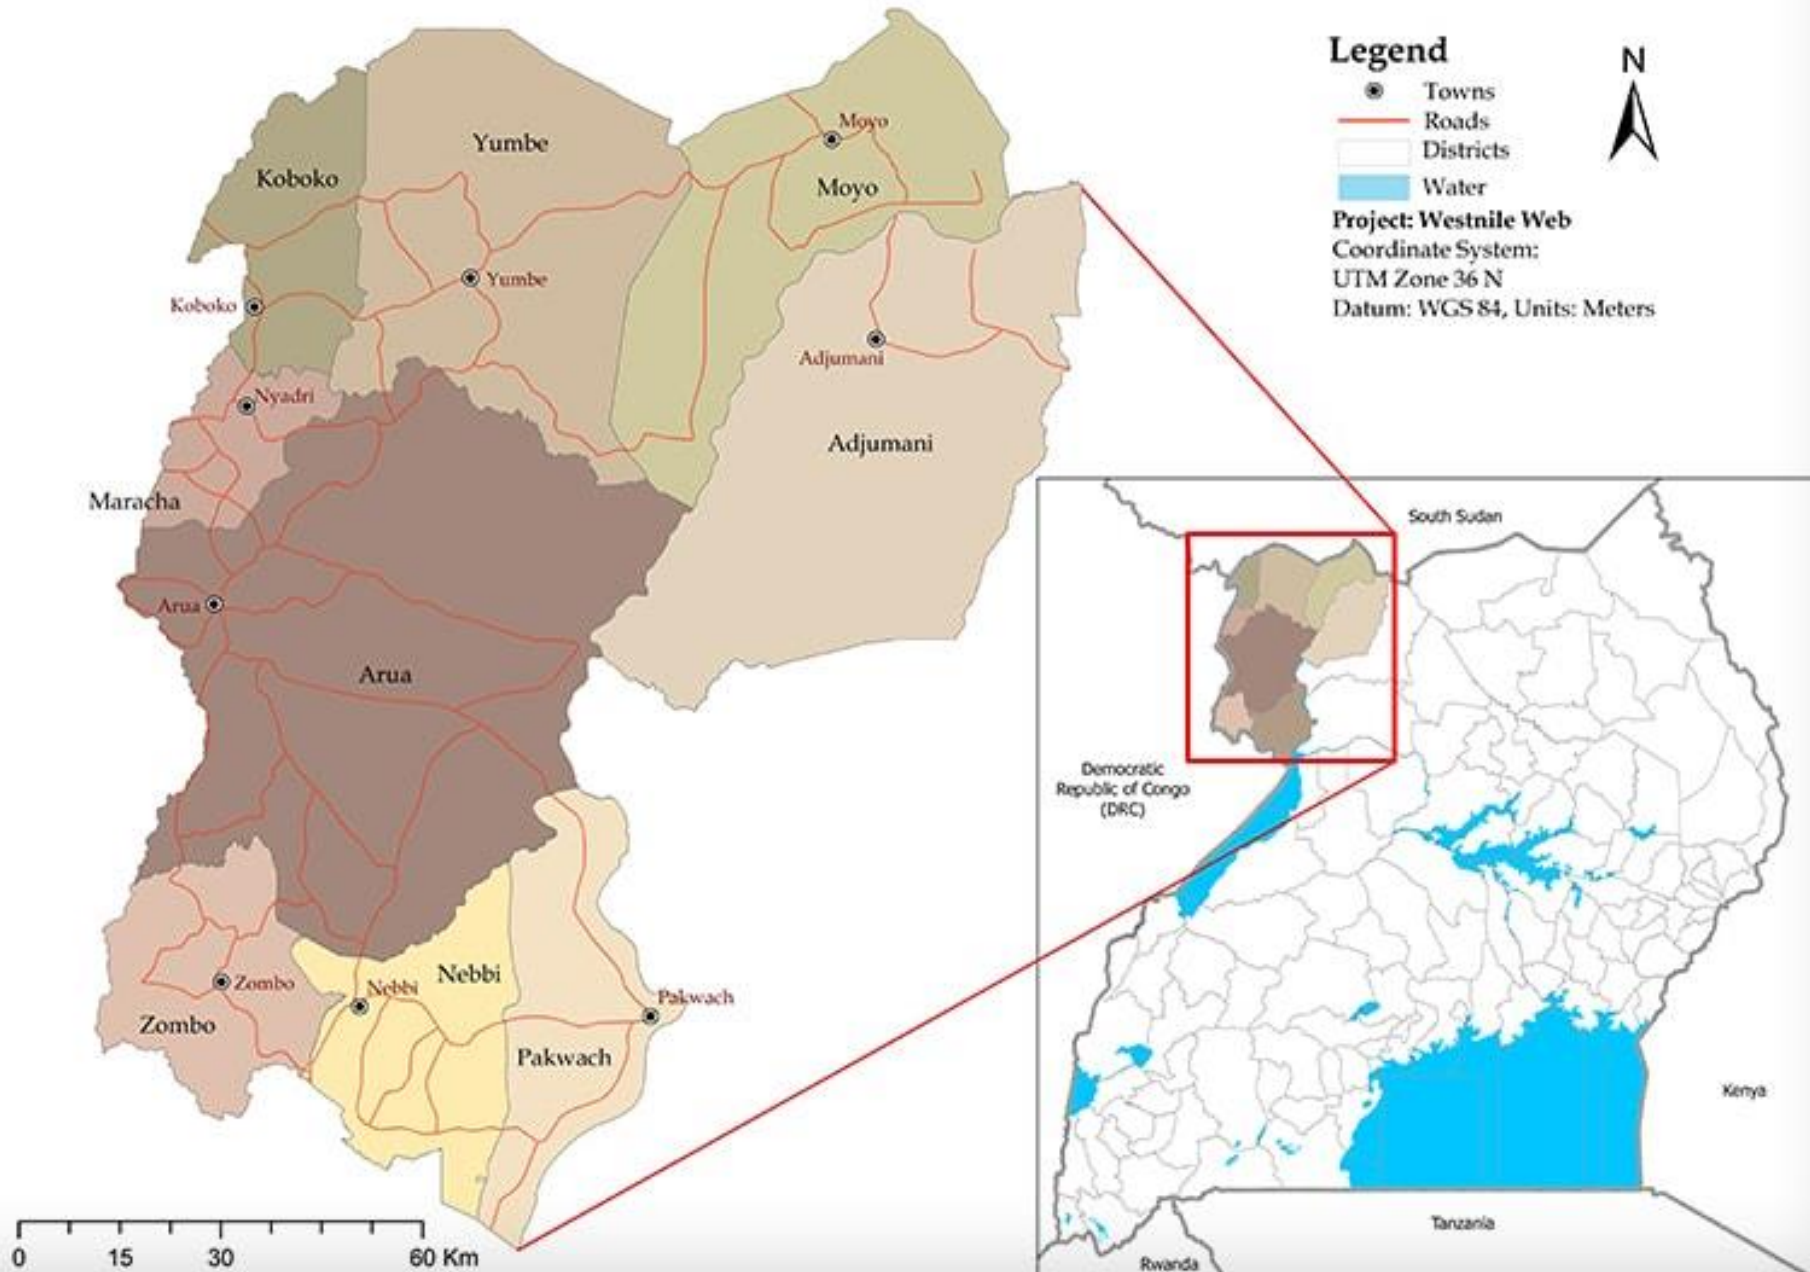 Legend
N
Towns
Roads
Districts
Water
Project: Westnile Web
Coordinate System:
UTM Zone 36 N
Datum: WGS 84, Units: Meters
Moyo
Yumbe
Koboko
Moyo
Yumbe
Koboko
Adjumani
Nyadri
Adjumani
Maracha
Arua
Arua
Nebbi
Zombo
Nebbi
Pakwach
Zombo
Pakwach
0 15 30 60 Km
South Sudan
Democratic
Republic of Congo
(DRC)
Kenya
Tanzania
Rwanda